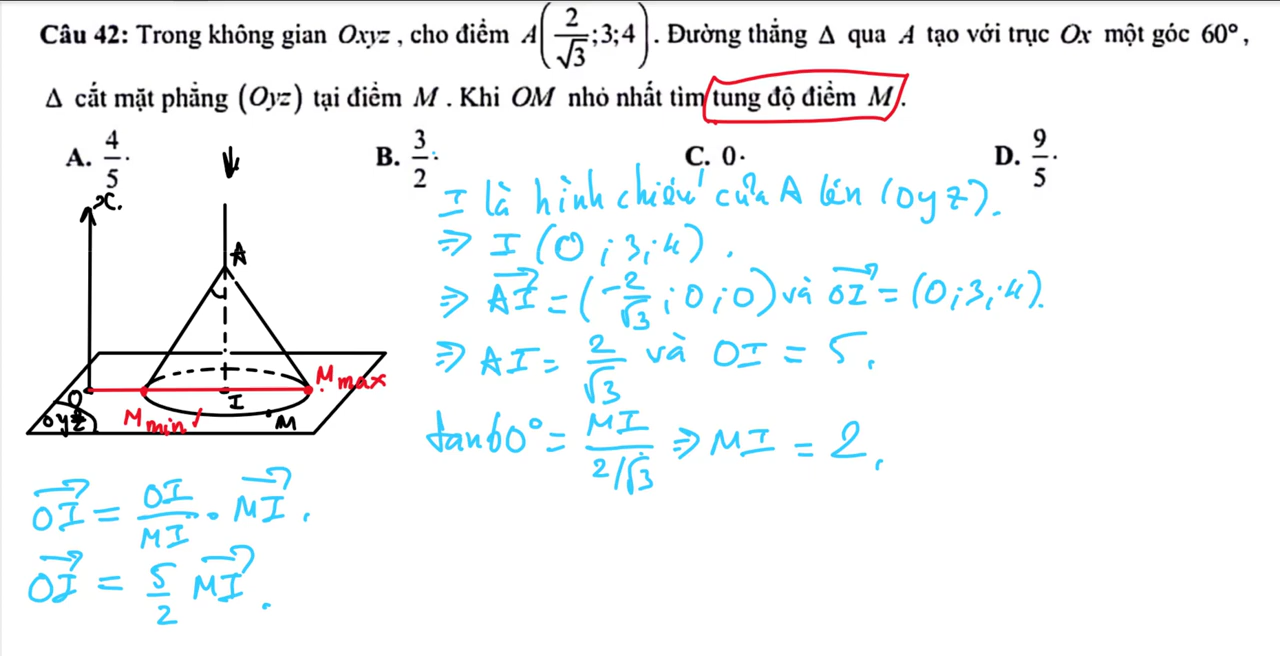 Câu 42: Trong không gian Oxyz, cho điểm A(2/√3;3;4). Đường thẳng Δ qua A tạo với trục Ox một góc 60°,
Δ cắt mặt phẳng (Oyz) tại điểm M. Khi OM nhỏ nhất tìm tung độ điểm M.
A. 4/5. B. 3/2. C. 0. D. 9/5.
x.
A
O
Oyz
I
M
M min
M max
I là hình chiếu của A lên (Oyz).
⇒ I (0;3;4).
⇒ AI→ = (-2/√3;0;0) và OI→ = (0;3;4).
⇒ AI = 2/√3 và OI = 5.
tan60° = MI / 2/√3 ⇒ MI = 2.
OI→ = OI/MI . MI→.
OI→ = 5/2 MI→.